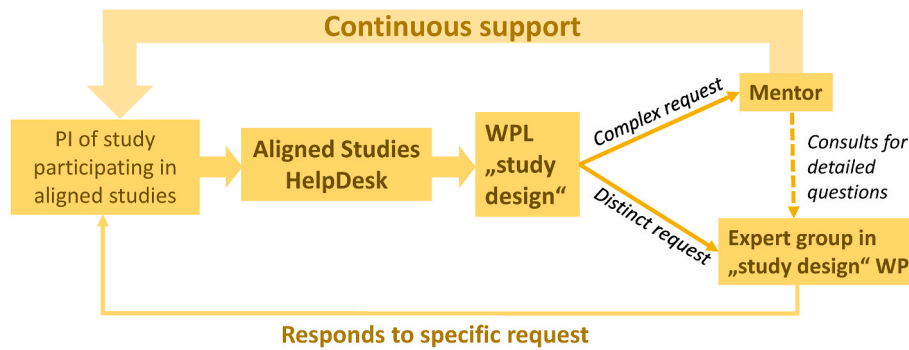 Continuous support
PI of study
participating in
aligned studies
Aligned Studies
HelpDesk
WPL
„study
design“
Complex request
Distinct request
Mentor
Consults for
detailed
questions
Expert group in
„study design“ WP
Responds to specific request